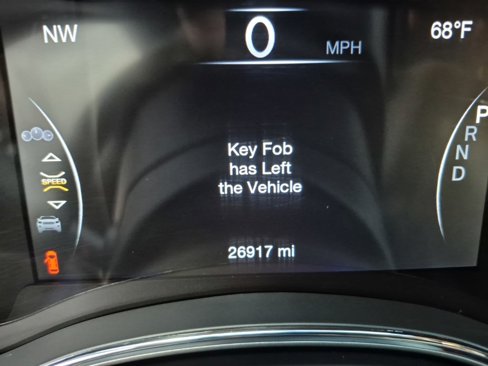 NW
0
MPH
68°F
P
R
N
D
SPEED
Key Fob
has Left
the Vehicle
26917 mi